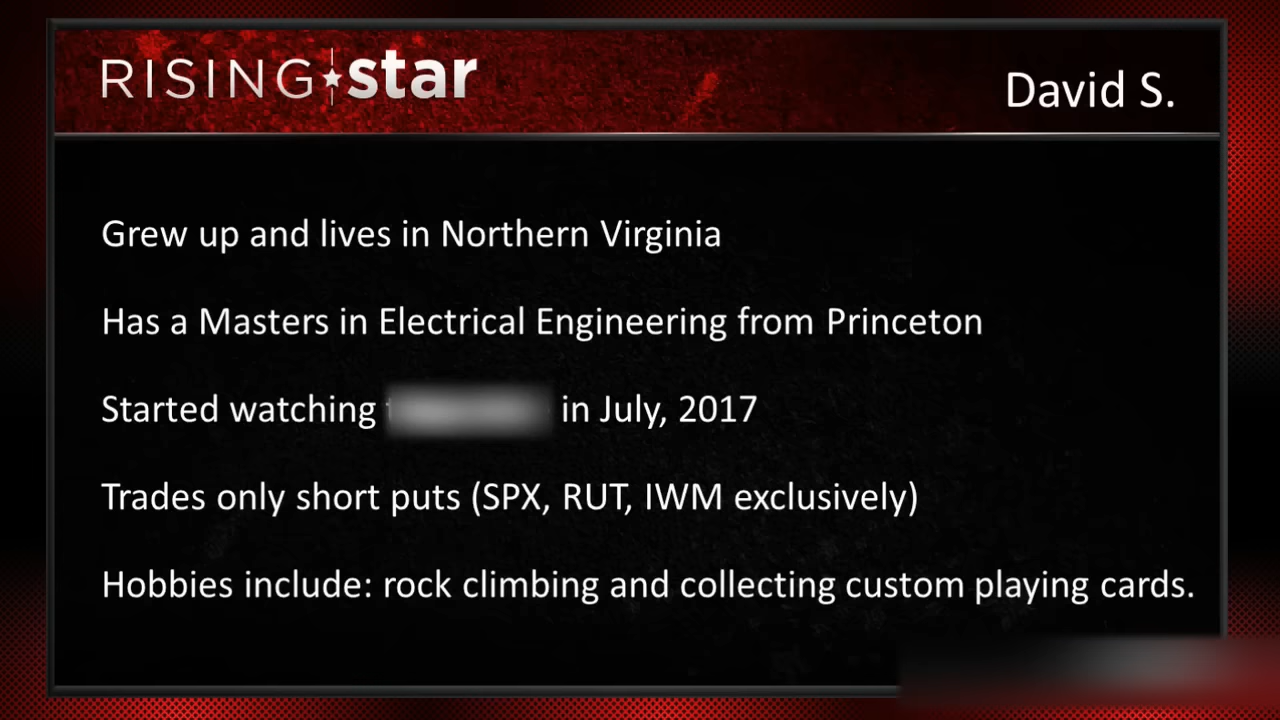 RISING star
David S.
Grew up and lives in Northern Virginia
Has a Masters in Electrical Engineering from Princeton
Started watching in July, 2017
Trades only short puts (SPX, RUT, IWM exclusively)
Hobbies include: rock climbing and collecting custom playing cards.